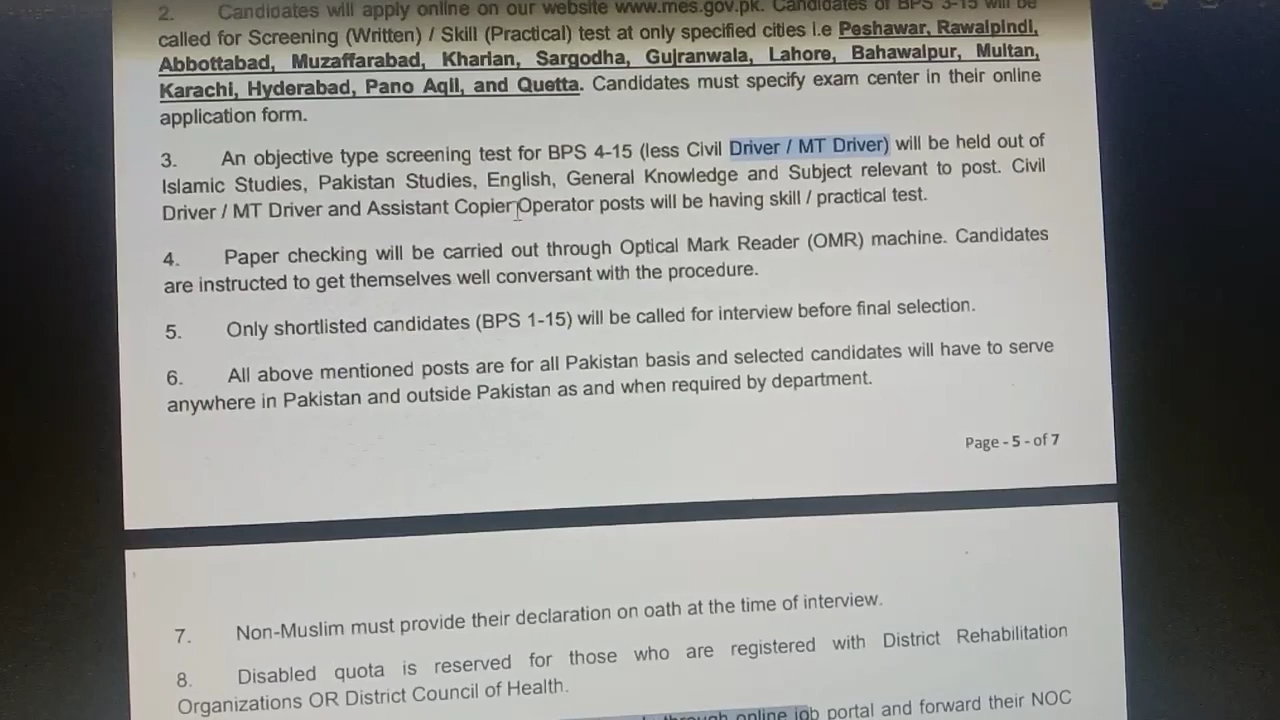 2. Candidates will apply online on our website www.mes.gov.pk. Candidates of BPS 3-15 will be
called for Screening (Written) / Skill (Practical) test at only specified cities i.e Peshawar, Rawalpindi,
Abbottabad, Muzaffarabad, Kharian, Sargodha, Gujranwala, Lahore, Bahawalpur, Multan,
Karachi, Hyderabad, Pano Aqil, and Quetta. Candidates must specify exam center in their online
application form.
3. An objective type screening test for BPS 4-15 (less Civil Driver / MT Driver) will be held out of
Islamic Studies, Pakistan Studies, English, General Knowledge and Subject relevant to post. Civil
Driver / MT Driver and Assistant Copier Operator posts will be having skill / practical test.
4. Paper checking will be carried out through Optical Mark Reader (OMR) machine. Candidates
are instructed to get themselves well conversant with the procedure.
5. Only shortlisted candidates (BPS 1-15) will be called for interview before final selection.
6. All above mentioned posts are for all Pakistan basis and selected candidates will have to serve
anywhere in Pakistan and outside Pakistan as and when required by department.
Page - 5 - of 7
7. Non-Muslim must provide their declaration on oath at the time of interview.
8. Disabled quota is reserved for those who are registered with District Rehabilitation
Organizations OR District Council of Health.
through online job portal and forward their NOC